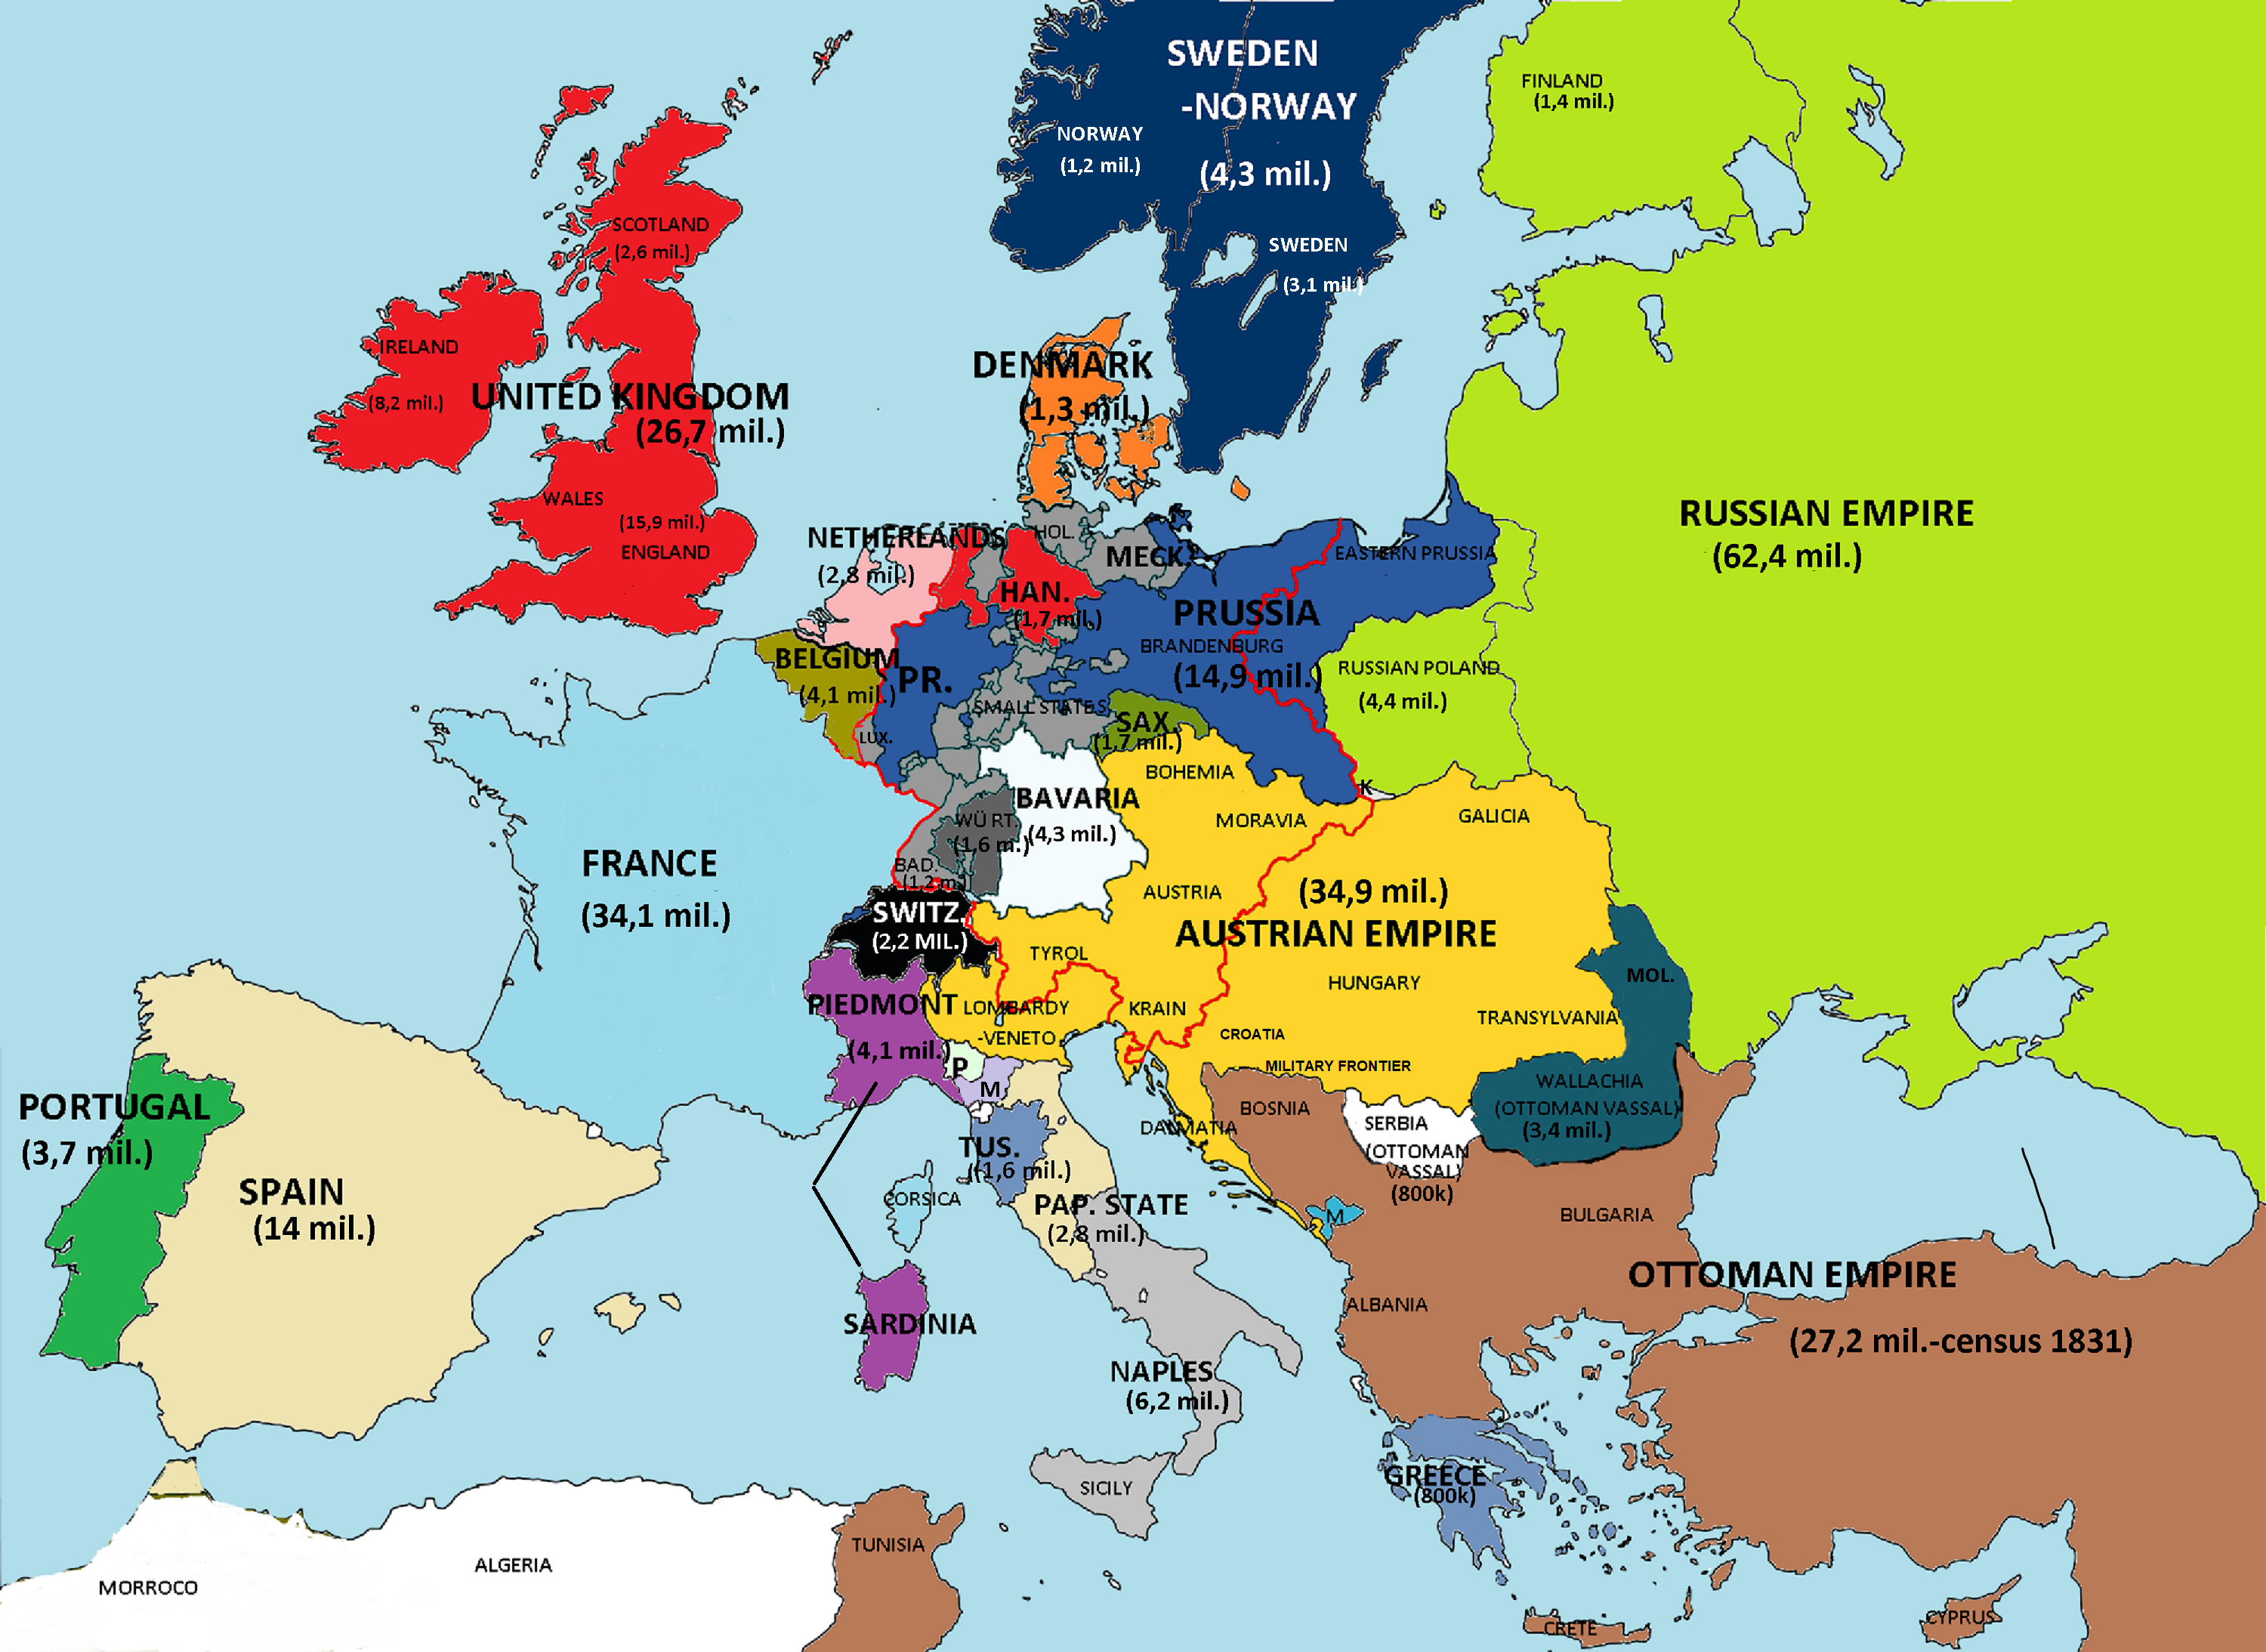 SWEDEN
-NORWAY
(4,3 mil.)
NORWAY
(1,2 mil.)
SWEDEN
(3,1 mil.)
FINLAND
(1,4 mil.)
SCOTLAND
(2,6 mil.)
IRELAND
(8,2 mil.)
UNITED KINGDOM
(26,7 mil.)
WALES
(15,9 mil.)
ENGLAND
DENMARK
(1,3 mil.)
RUSSIAN EMPIRE
(62,4 mil.)
NETHERLANDS
(2,8 mil.)
HOL.
MECK.
HAN.
(1,7 mil.)
EASTERN PRUSSIA
PRUSSIA
BRANDENBURG
(14,9 mil.)
RUSSIAN POLAND
(4,4 mil.)
BELGIUM
(4,1 mil.)
PR.
LUX.
SMALL STATES
SAX.
(1,7 mil.)
BOHEMIA
K
MORAVIA
GALICIA
BAVARIA
(4,3 mil.)
WÜRT.
(1,6 m.)
BAD.
(1,2 m.)
FRANCE
(34,1 mil.)
AUSTRIA
(34,9 mil.)
AUSTRIAN EMPIRE
SWITZ.
(2,2 MIL.)
TYROL
HUNGARY
MOL.
PIEDMONT
(4,1 mil.)
LOMBARDY
-VENETO
KRAIN
CROATIA
TRANSYLVANIA
MILITARY FRONTIER
P
M
WALLACHIA
(OTTOMAN VASSAL)
(3,4 mil.)
BOSNIA
SERBIA
(OTTOMAN
VASSAL)
(800k)
DALMATIA
PORTUGAL
(3,7 mil.)
SPAIN
(14 mil.)
TUS.
((1,6 mil.)
CORSICA
PAP. STATE
(2,8 mil.)
M
BULGARIA
OTTOMAN EMPIRE
(27,2 mil.-census 1831)
ALBANIA
SARDINIA
NAPLES
(6,2 mil.)
SICILY
GREECE
(800k)
TUNISIA
ALGERIA
MORROCO
CRETE
CYPRUS